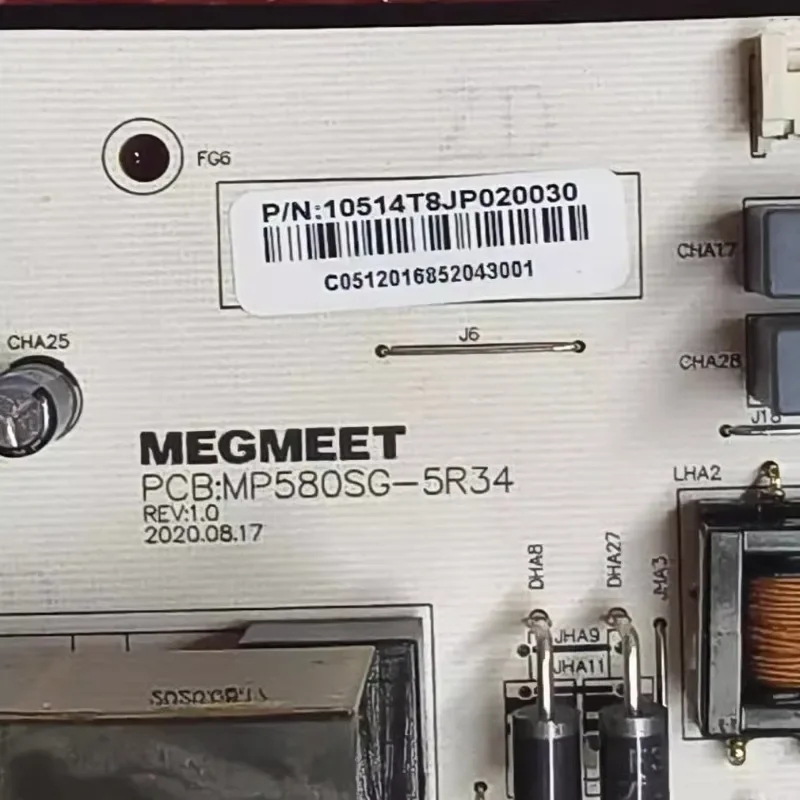 FG6
P/N:10514T8JP020030
C0512016852043001
CHA17
CHA25
J6
CHA28
J18
MEGMEET
PCB:MP580SG-5R34
REV:1.0
2020.08.17
LHA2
DHA8
DHA27
JHA3
JHA9
JHA11